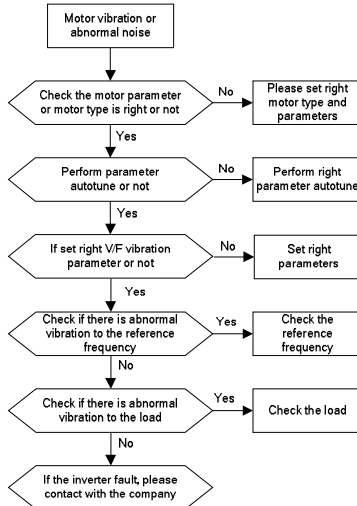 Motor vibration or
abnormal noise
Check the motor parameter
or motor type is right or not
No
Please set right
motor type and
parameters
Yes
Perform parameter
autotune or not
No
Perform right
parameter autotune
Yes
If set right V/F vibration
parameter or not
No
Set right
parameters
Yes
Check if there is abnormal
vibration to the reference
frequency
Yes
Check the
reference
frequency
No
Check if there is abnormal
vibration to the load
Yes
Check the load
No
If the inverter fault, please
contact with the company